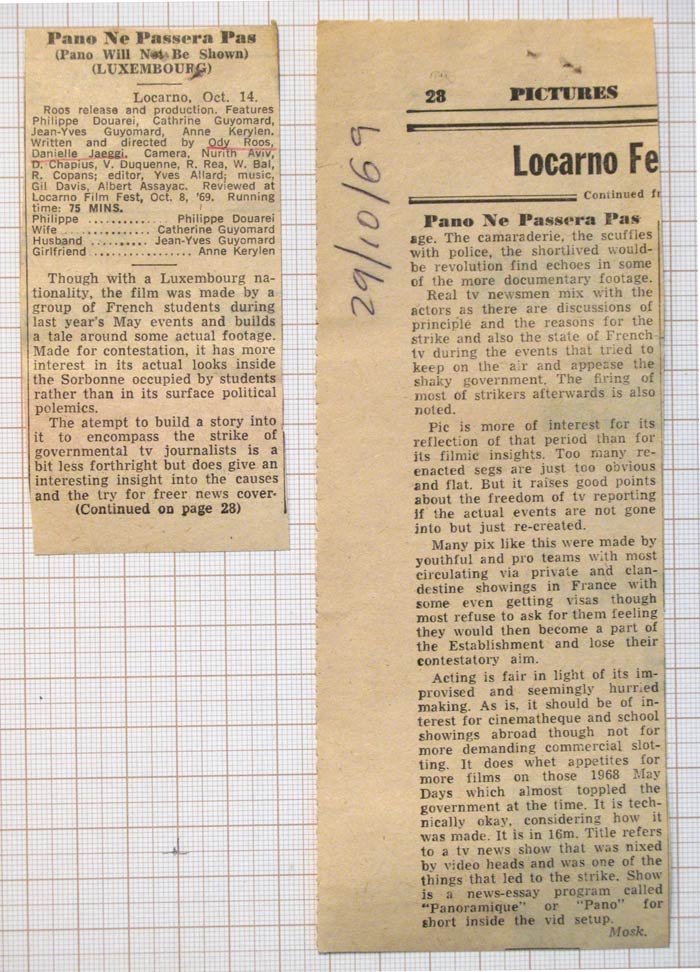 Pano Ne Passera Pas
(Pano Will Not Be Shown)
(LUXEMBOURG)
Locarno, Oct. 14.
Roos release and production. Features
Philippe Douarei, Cathrine Guyomard,
Jean-Yves Guyomard, Anne Kerylen.
Written and directed by Ody Roos,
Danielle Jaeggi. Camera, Nurith Aviv,
D. Chapius, V. Duquenne, R. Rea, W. Bal,
R. Copans; editor, Yves Allard; music,
Gil Davis, Albert Assayac. Reviewed at
Locarno Film Fest, Oct. 8, '69. Running
time: 75 MINS.
Philippe .............. Philippe Douarei
Wife .............. Catherine Guyomard
Husband ......... Jean-Yves Guyomard
Girlfriend ................ Anne Kerylen
Though with a Luxembourg na-
tionality, the film was made by a
group of French students during
last year's May events and builds
a tale around some actual footage.
Made for contestation, it has more
interest in its actual looks inside
the Sorbonne occupied by students
rather than in its surface political
polemics.
The atempt to build a story into
it to encompass the strike of
governmental tv journalists is a
bit less forthright but does give an
interesting insight into the causes
and the try for freer news cover-
(Continued on page 28)
29/10/69
28 PICTURES
Locarno Fe
Continued f
Pano Ne Passera Pas
age. The camaraderie, the scuffles
with police, the shortlived would-
be revolution find echoes in some
of the more documentary footage.
Real tv newsmen mix with the
actors as there are discussions of
principle and the reasons for the
strike and also the state of French
tv during the events that tried to
keep on the air and appease the
shaky government. The firing of
most of strikers afterwards is also
noted.
Pic is more of interest for its
reflection of that period than for
its filmic insights. Too many re-
enacted segs are just too obvious
and flat. But it raises good points
about the freedom of tv reporting
if the actual events are not gone
into but just re-created.
Many pix like this were made by
youthful and pro teams with most
circulating via private and clan-
destine showings in France with
some even getting visas though
most refuse to ask for them feeling
they would then become a part of
the Establishment and lose their
contestatory aim.
Acting is fair in light of its im-
provised and seemingly hurried
making. As is, it should be of in-
terest for cinematheque and school
showings abroad though not for
more demanding commercial slot-
ting. It does whet appetites for
more films on those 1968 May
Days which almost toppled the
government at the time. It is tech-
nically okay, considering how it
was made. It is in 16m. Title refers
to a tv news show that was nixed
by video heads and was one of the
things that led to the strike. Show
is a news-essay program called
"Panoramique" or "Pano" for
short inside the vid setup.
Mosk.